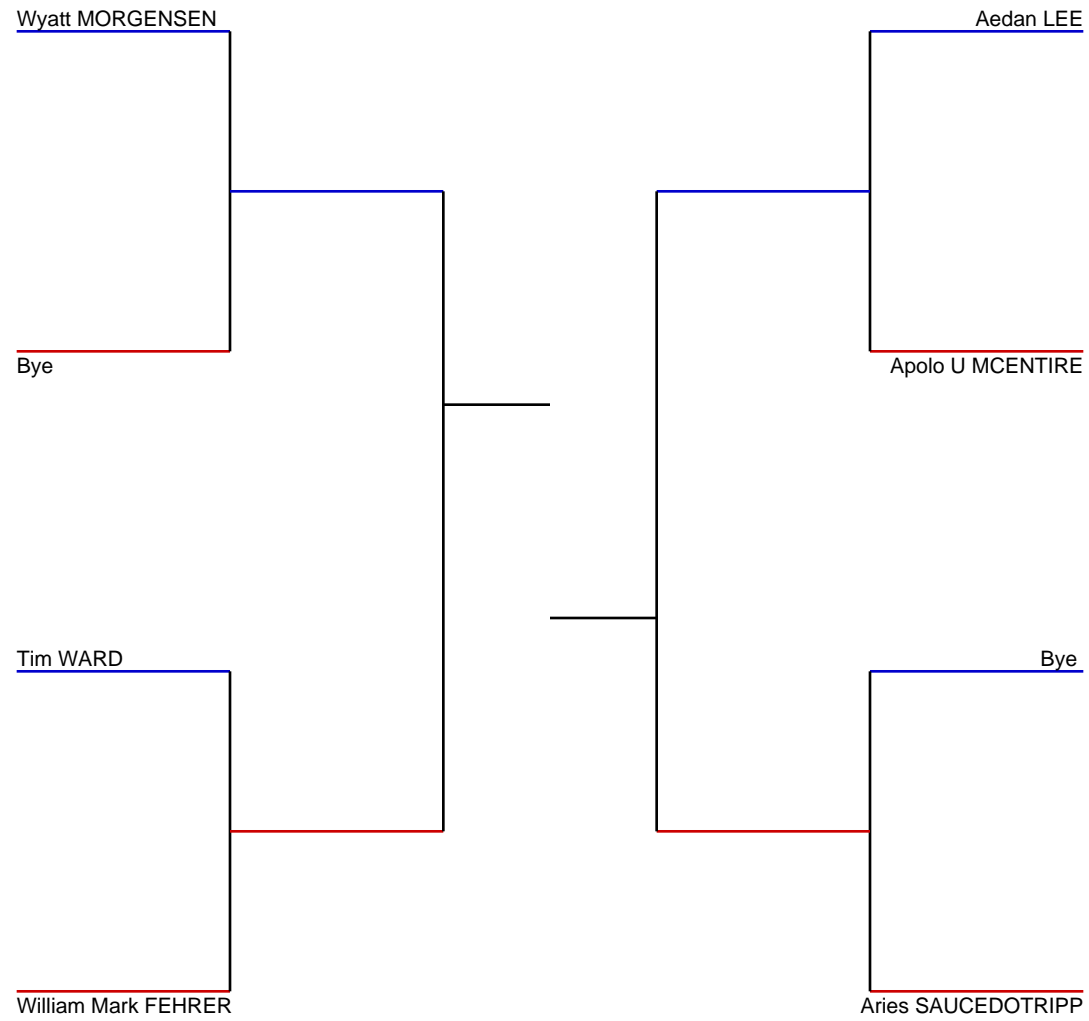 Wyatt MORGENSEN
Aedan LEE
Bye
Apolo U MCENTIRE
Tim WARD
Bye
William Mark FEHRER
Aries SAUCEDOTRIPP